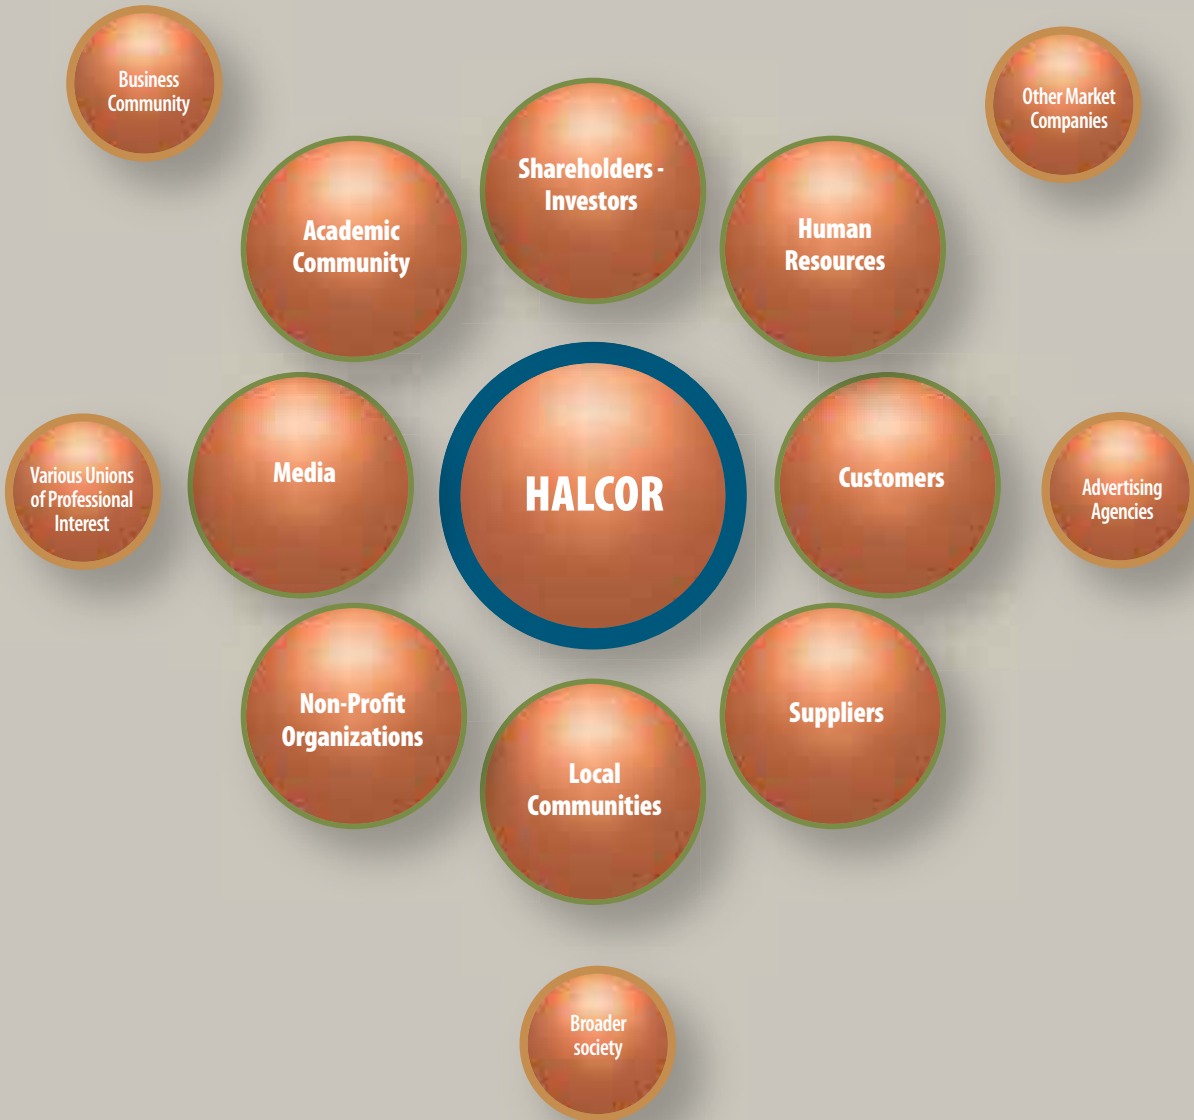 Business
Community
Other Market
Companies
Shareholders -
Investors
Academic
Community
Human
Resources
Media
HALCOR
Customers
Various Unions
of Professional
Interest
Advertising
Agencies
Non-Profit
Organizations
Suppliers
Local
Communities
Broader
society